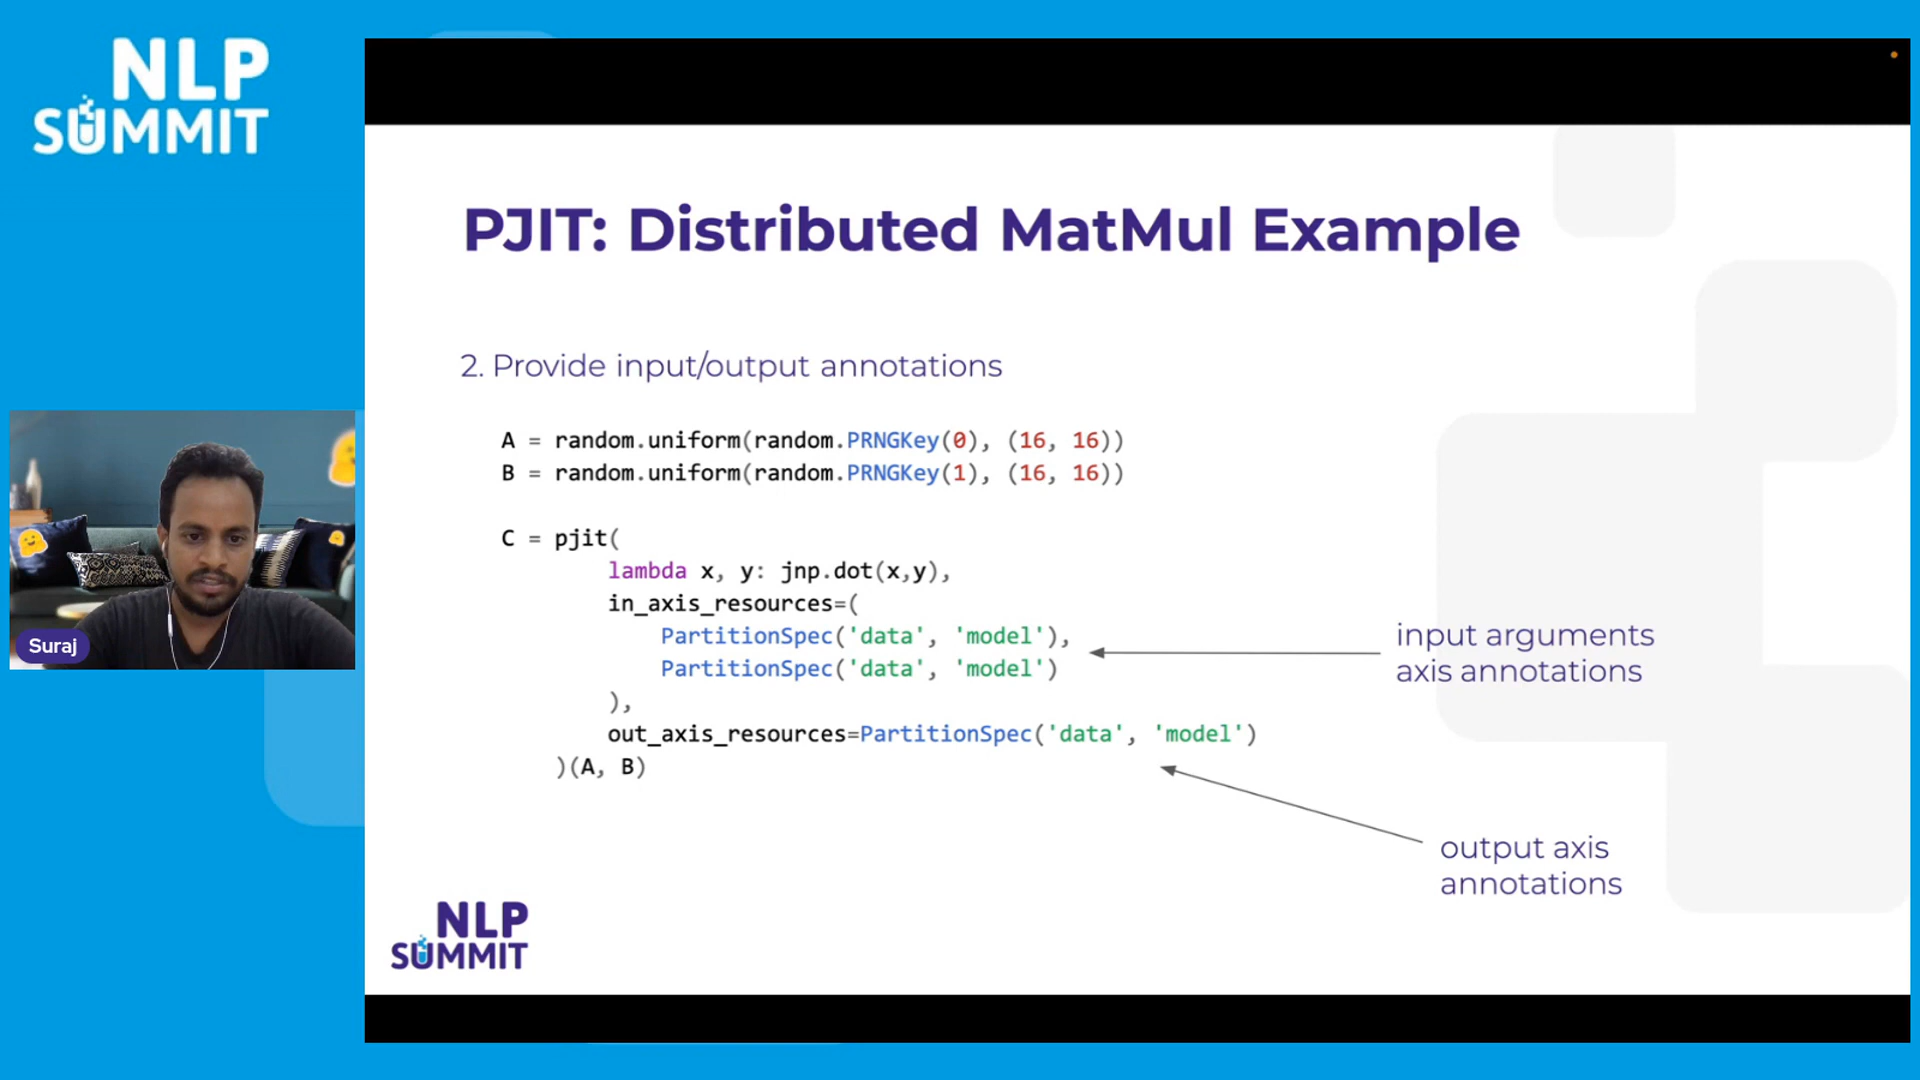 NLP
SUMMIT
PJIT: Distributed MatMul Example
2. Provide input/output annotations
A = random.uniform(random.PRNGKey(0), (16, 16))
B = random.uniform(random.PRNGKey(1), (16, 16))
C = pjit(
lambda x, y: jnp.dot(x,y),
in_axis_resources=(
PartitionSpec('data', 'model'),
PartitionSpec('data', 'model')
),
out_axis_resources=PartitionSpec('data', 'model')
)(A, B)
input arguments
axis annotations
output axis
annotations
Suraj
NLP
SUMMIT